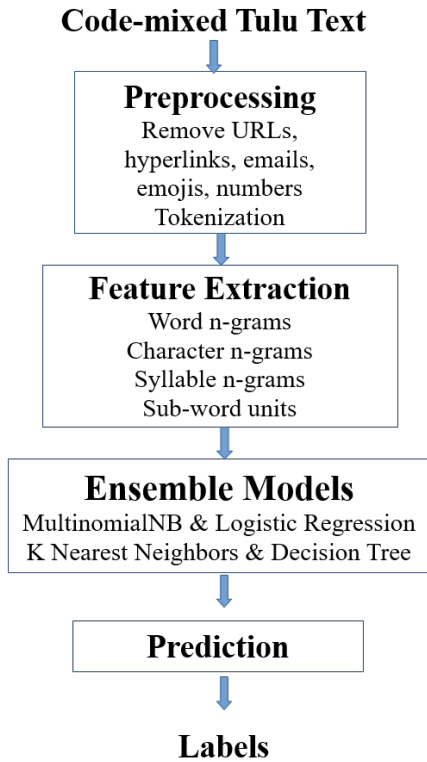 Code-mixed Tulu Text
Preprocessing
Remove URLs,
hyperlinks, emails,
emojis, numbers
Tokenization
Feature Extraction
Word n-grams
Character n-grams
Syllable n-grams
Sub-word units
Ensemble Models
MultinomialNB & Logistic Regression
K Nearest Neighbors & Decision Tree
Prediction
Labels